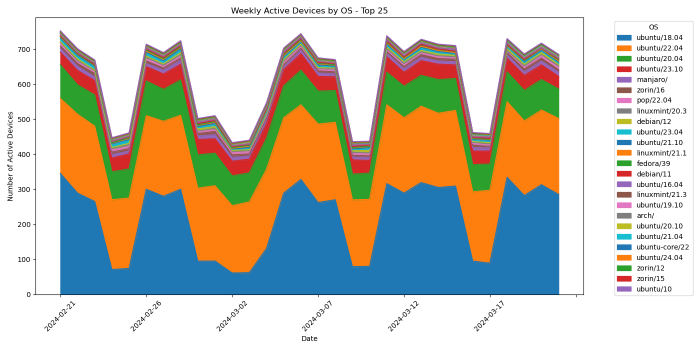 Weekly Active Devices by OS - Top 25
Number of Active Devices
700
600
500
400
300
200
100
0
2024-02-21
2024-02-26
2024-03-02
2024-03-07
2024-03-12
2024-03-17
Date
OS
ubuntu/18.04
ubuntu/22.04
ubuntu/20.04
ubuntu/23.10
manjaro/
zorin/16
pop/22.04
linuxmint/20.3
debian/12
ubuntu/23.04
ubuntu/21.10
linuxmint/21.1
fedora/39
debian/11
ubuntu/16.04
linuxmint/21.3
ubuntu/19.10
arch/
ubuntu/20.10
ubuntu/21.04
ubuntu-core/22
ubuntu/24.04
zorin/12
zorin/15
ubuntu/10